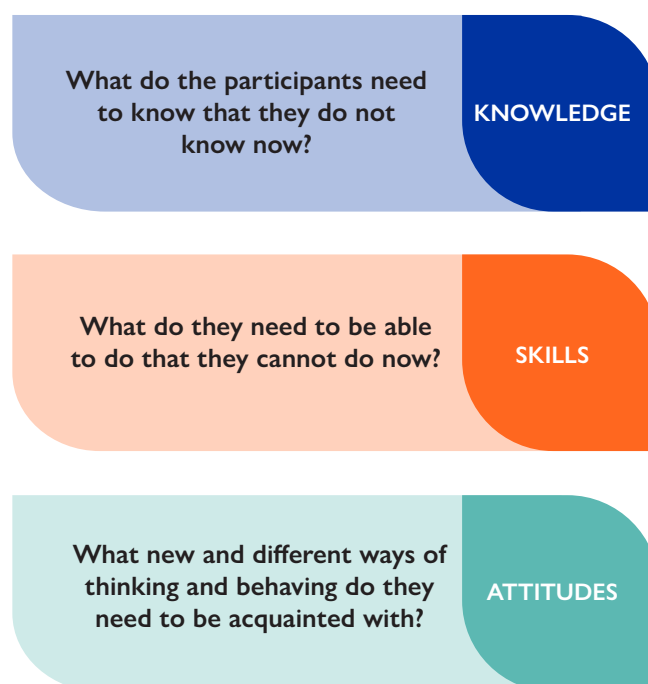 What do the participants need
to know that they do not
know now?
KNOWLEDGE
What do they need to be able
to do that they cannot do now?
SKILLS
What new and different ways of
thinking and behaving do they
need to be acquainted with?
ATTITUDES